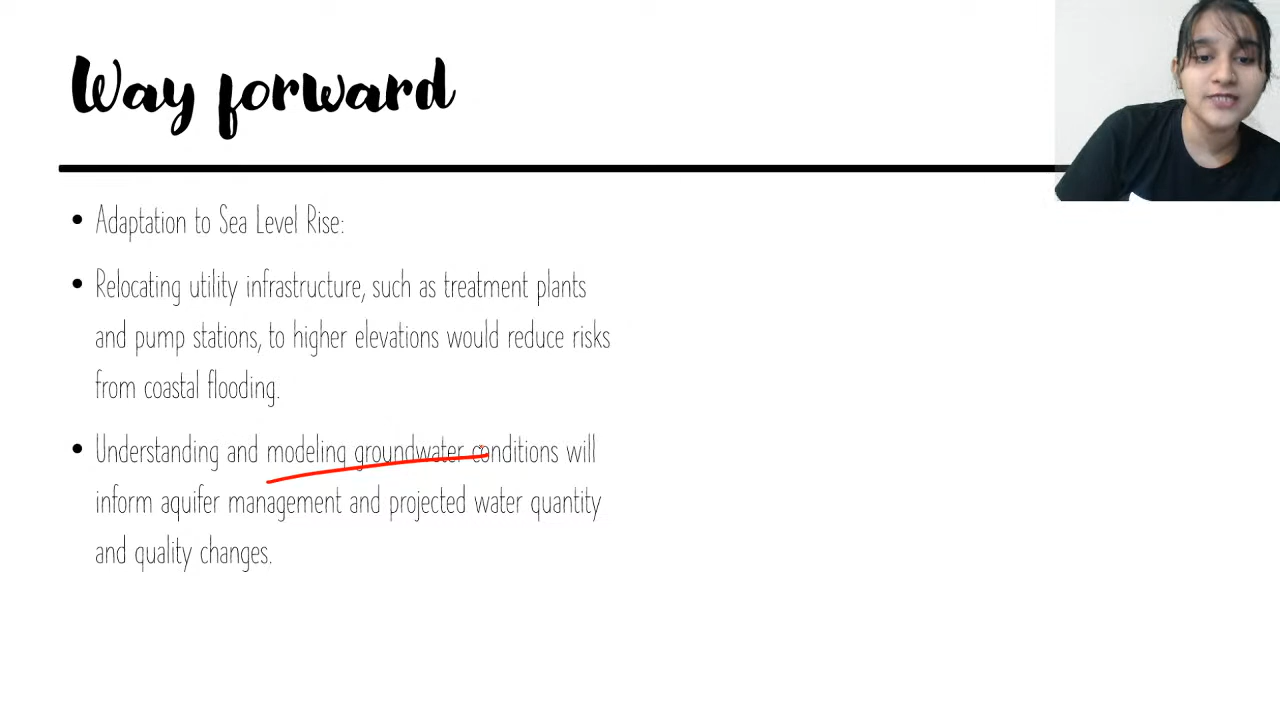 Way forward
• Adaptation to Sea Level Rise:
• Relocating utility infrastructure, such as treatment plants
and pump stations, to higher elevations would reduce risks
from coastal flooding.
• Understanding and modeling groundwater conditions will
inform aquifer management and projected water quantity
and quality changes.